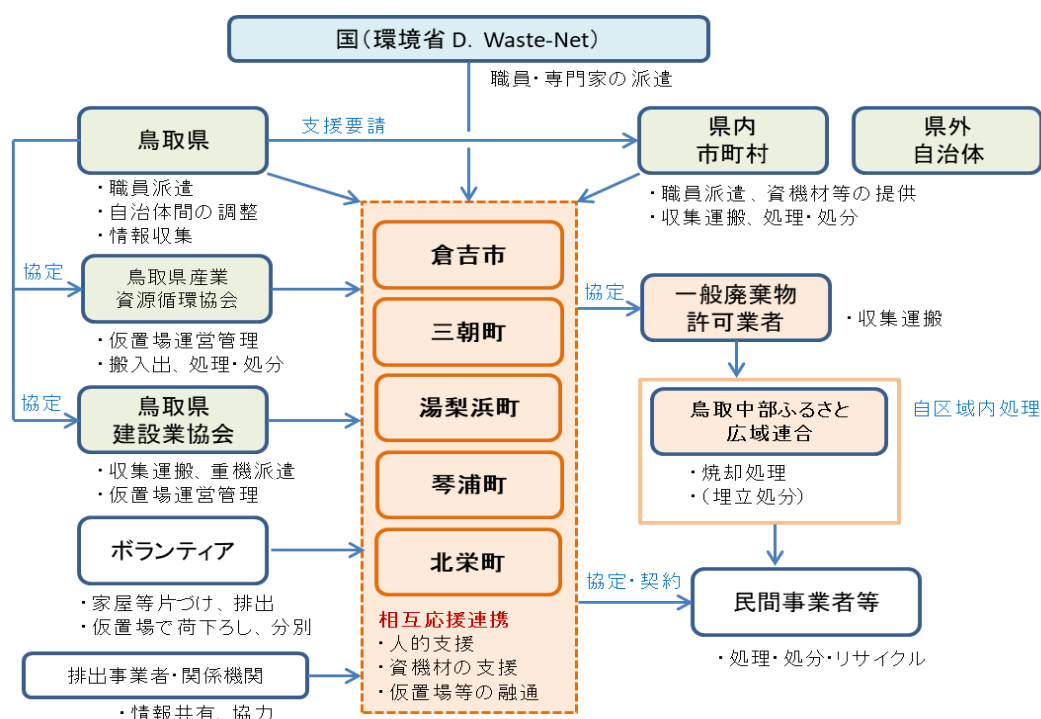 国(環境省 D. Waste-Net)
職員・専門家の派遣
鳥取県
支援要請
県内
市町村
県外
自治体
・職員派遣
・自治体間の調整
・情報収集
・職員派遣、資機材等の提供
・収集運搬、処理・処分
協定
鳥取県産業
資源循環協会
・仮置場運営管理
・搬入出、処理・処分
協定
鳥取県
建設業協会
・収集運搬、重機派遣
・仮置場運営管理
ボランティア
・家屋等片づけ、排出
・仮置場で荷下ろし、分別
排出事業者・関係機関
・情報共有、協力
倉吉市
三朝町
湯梨浜町
琴浦町
北栄町
相互応援連携
・人的支援
・資機材の支援
・仮置場等の融通
協定
一般廃棄物
許可業者
・収集運搬
自区域内処理
鳥取中部ふるさと
広域連合
・焼却処理
・(埋立処分)
協定・契約
民間事業者等
・処理・処分・リサイクル